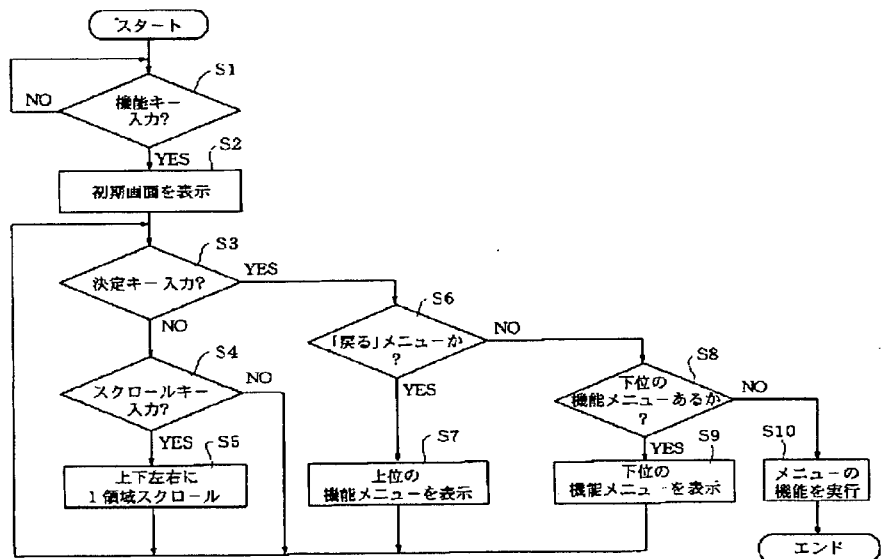 スタート
S1
機能キー
入力?
NO
YES
S2
初期画面を表示
S3
決定キー入力?
YES
NO
S6
「戻る」メニューか
?
NO
YES
S4
スクロールキー
入力?
NO
YES
S8
下位の
機能メニューあるか
?
NO
YES
S5
上下左右に
1領域スクロール
S7
上位の
機能メニューを表示
S9
下位の
機能メニューを表示
S10
メニューの
機能を実行
エンド